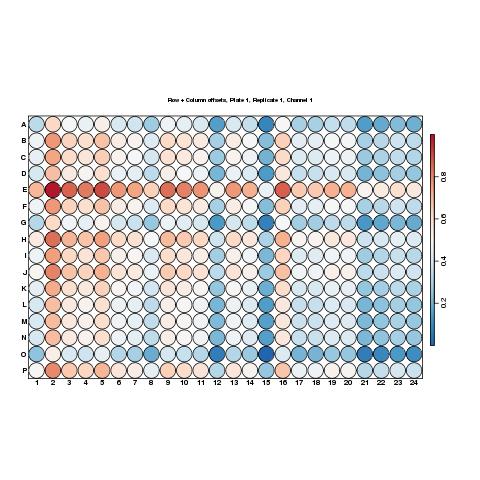 Row + Column offsets, Plate 1, Replicate 1, Channel 1
A
B
C
D
E
F
G
H
I
J
K
L
M
N
O
P
1 2 3 4 5 6 7 8 9 10 11 12 13 14 15 16 17 18 19 20 21 22 23 24
0.8
0.6
0.4
0.2